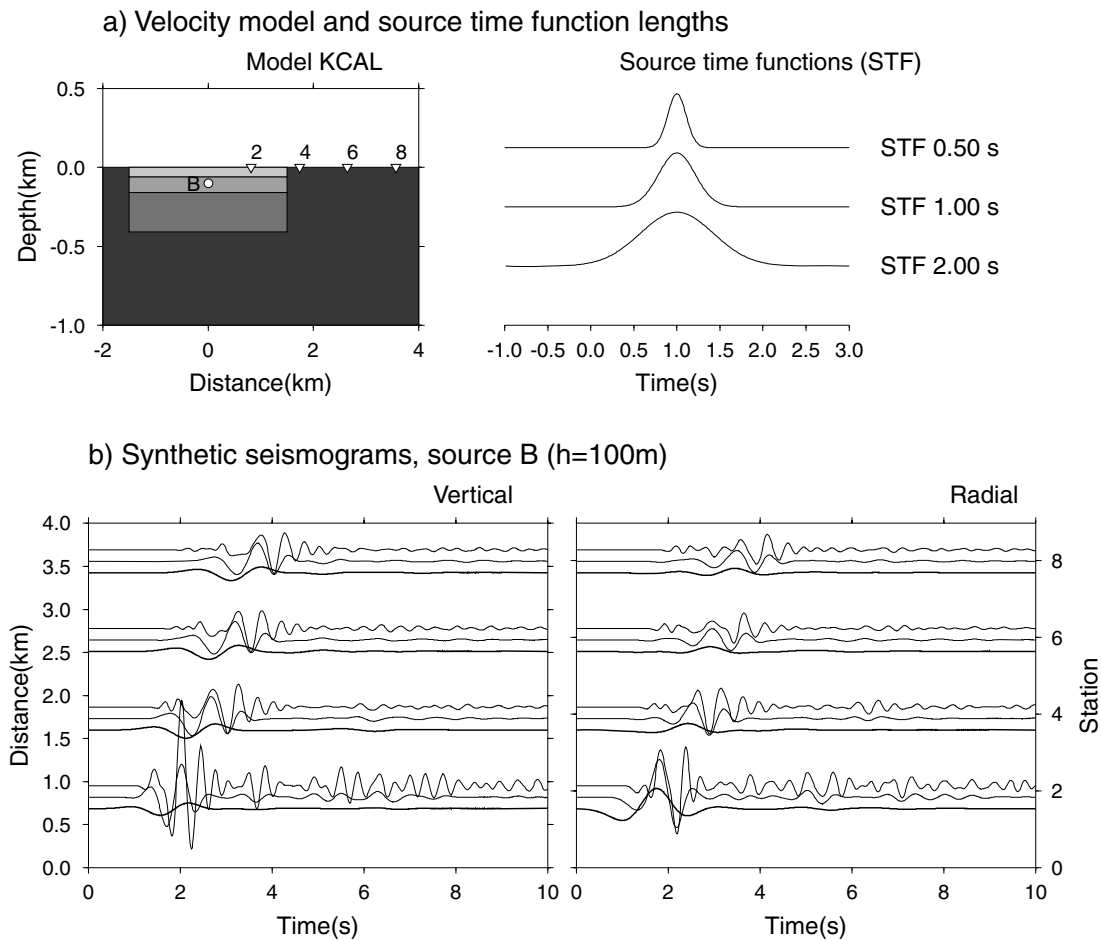 a) Velocity model and source time function lengths
Model KCAL
Source time functions (STF)
0.5
0.0
-0.5
-1.0
Depth(km)
2 4 6 8
B
-2 0 2 4
Distance(km)
STF 0.50 s
STF 1.00 s
STF 2.00 s
-1.0 -0.5 0.0 0.5 1.0 1.5 2.0 2.5 3.0
Time(s)
b) Synthetic seismograms, source B (h=100m)
Vertical
Radial
4.0
3.5
3.0
2.5
2.0
1.5
1.0
0.5
0.0
Distance(km)
0 2 4 6 8 10
Time(s)
0 2 4 6 8 10
Time(s)
8
6
4
2
0
Station